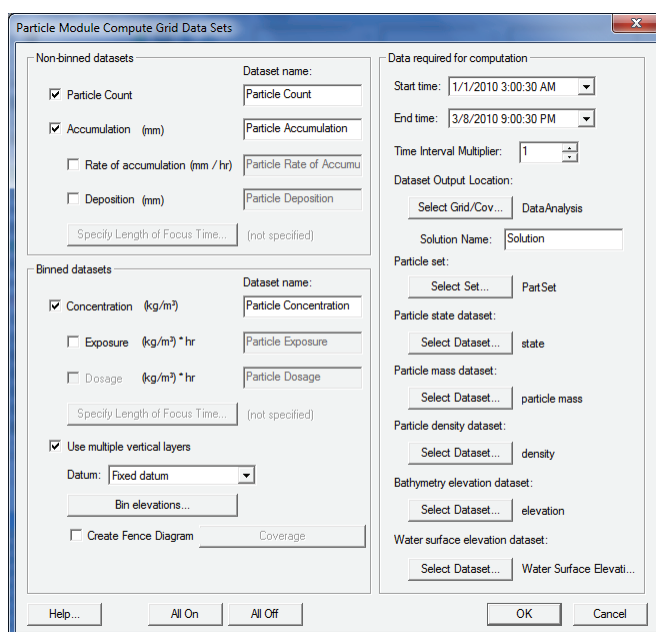 Particle Module Compute Grid Data Sets
Non-binned datasets
Dataset name:
Particle Count
Particle Count
Accumulation (mm)
Particle Accumulation
Rate of accumulation (mm / hr)
Particle Rate of Accumu
Deposition (mm)
Particle Deposition
Specify Length of Focus Time...
(not specified)
Binned datasets
Dataset name:
Concentration (kg/m³)
Particle Concentration
Exposure (kg/m³) * hr
Particle Exposure
Dosage (kg/m³) * hr
Particle Dosage
Specify Length of Focus Time...
(not specified)
Use multiple vertical layers
Datum: Fixed datum
Bin elevations...
Create Fence Diagram
Coverage
Data required for computation
Start time: 1/1/2010 3:00:30 AM
End time: 3/8/2010 9:00:30 PM
Time Interval Multiplier: 1
Dataset Output Location:
Select Grid/Cov... DataAnalysis
Solution Name: Solution
Particle set:
Select Set... PartSet
Particle state dataset:
Select Dataset... state
Particle mass dataset:
Select Dataset... particle mass
Particle density dataset:
Select Dataset... density
Bathymetry elevation dataset:
Select Dataset... elevation
Water surface elevation dataset:
Select Dataset... Water Surface Elevati...
Help...
All On
All Off
OK
Cancel